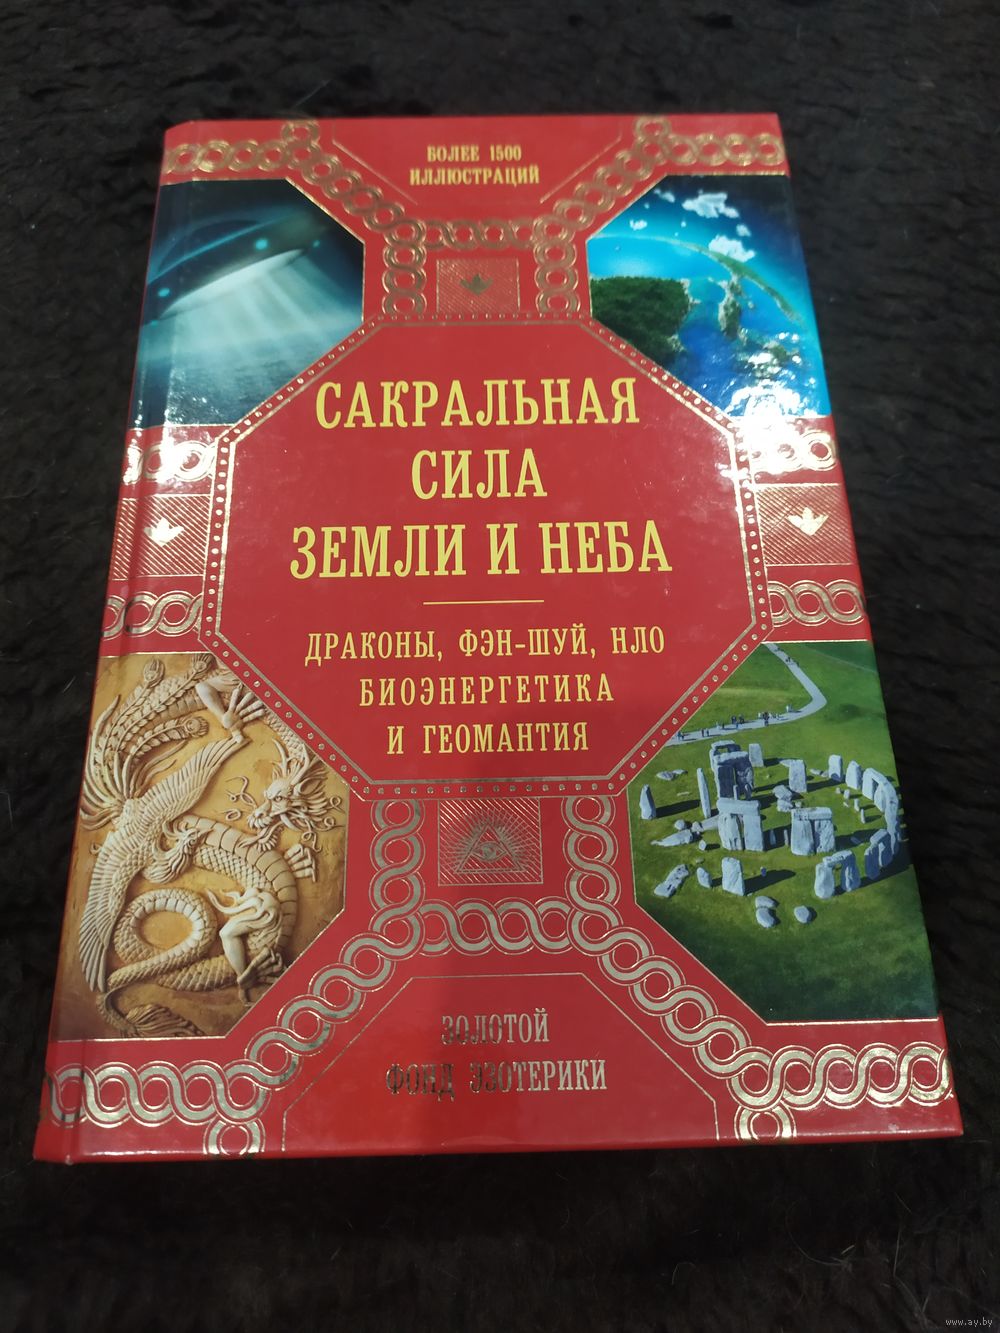 БОЛЕЕ 1500
ИЛЛЮСТРАЦИЙ
САКРАЛЬНАЯ
СИЛА
ЗЕМЛИ И НЕБА
ДРАКОНЫ, ФЭН-ШУЙ, НЛО
БИОЭНЕРГЕТИКА
И ГЕОМАНТИЯ
ЗОЛОТОЙ
ФОНД ЭЗОТЕРИКИ
www.ay.by